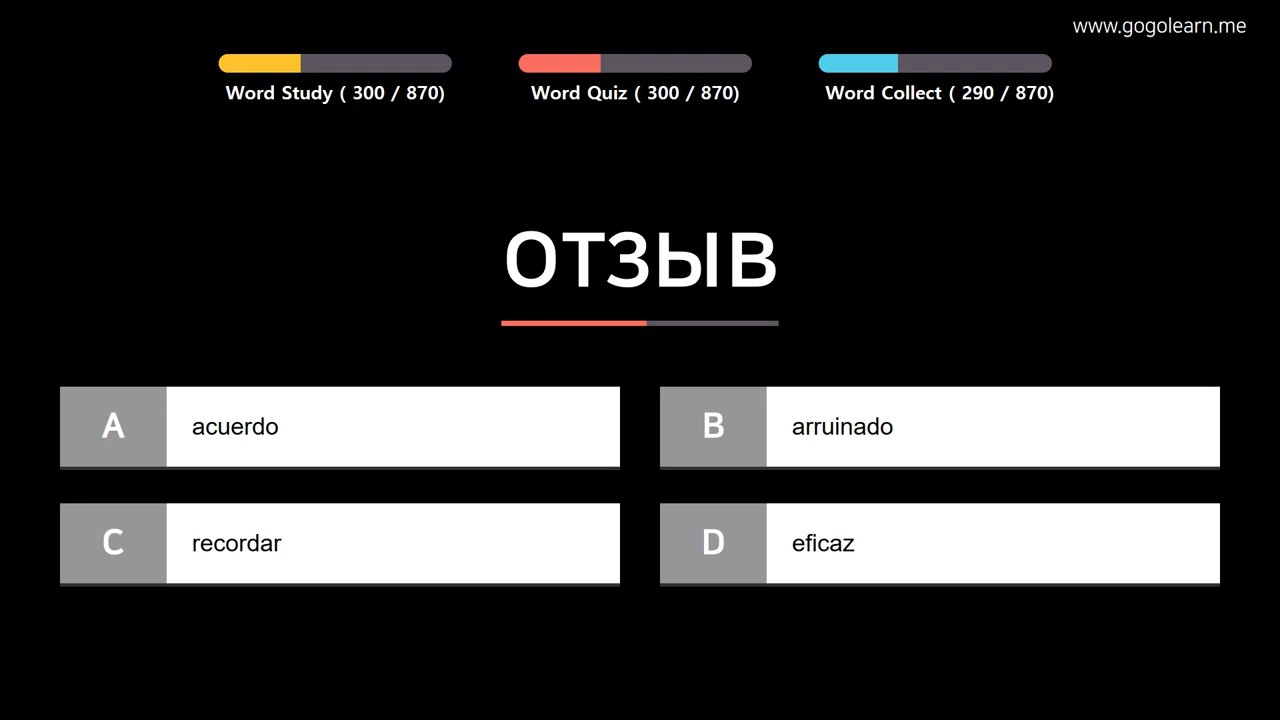 www.gogolearn.me
Word Study ( 300 / 870)
Word Quiz ( 300 / 870)
Word Collect ( 290 / 870)
отзыв
A acuerdo
B arruinado
C recordar
D eficaz